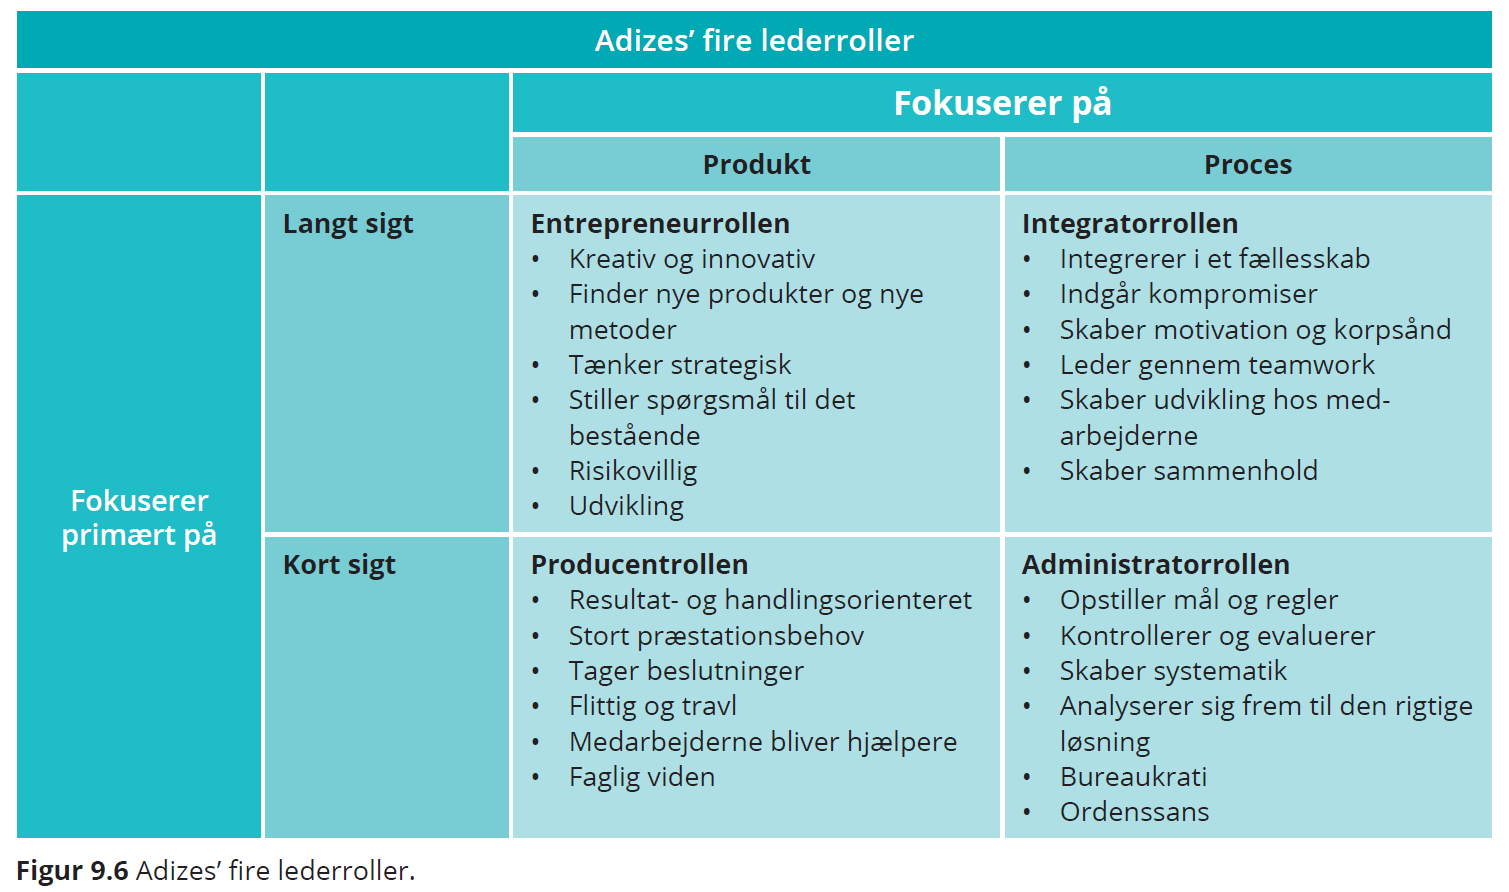 Adizes’ fire lederroller
Fokuserer på
Produkt
Proces
Fokuserer
primært på
Langt sigt
Entrepreneurrollen
• Kreativ og innovativ
• Finder nye produkter og nye
metoder
• Tænker strategisk
• Stiller spørgsmål til det
bestående
• Risikovillig
• Udvikling
Integratorrollen
• Integrerer i et fællesskab
• Indgår kompromiser
• Skaber motivation og korpsånd
• Leder gennem teamwork
• Skaber udvikling hos med-
arbejderne
• Skaber sammenhold
Kort sigt
Producentrollen
• Resultat- og handlingsorienteret
• Stort præstationsbehov
• Tager beslutninger
• Flittig og travl
• Medarbejderne bliver hjælpere
• Faglig viden
Administratorrollen
• Opstiller mål og regler
• Kontrollerer og evaluerer
• Skaber systematik
• Analyserer sig frem til den rigtige
løsning
• Bureaukrati
• Ordenssans
Figur 9.6 Adizes’ fire lederroller.